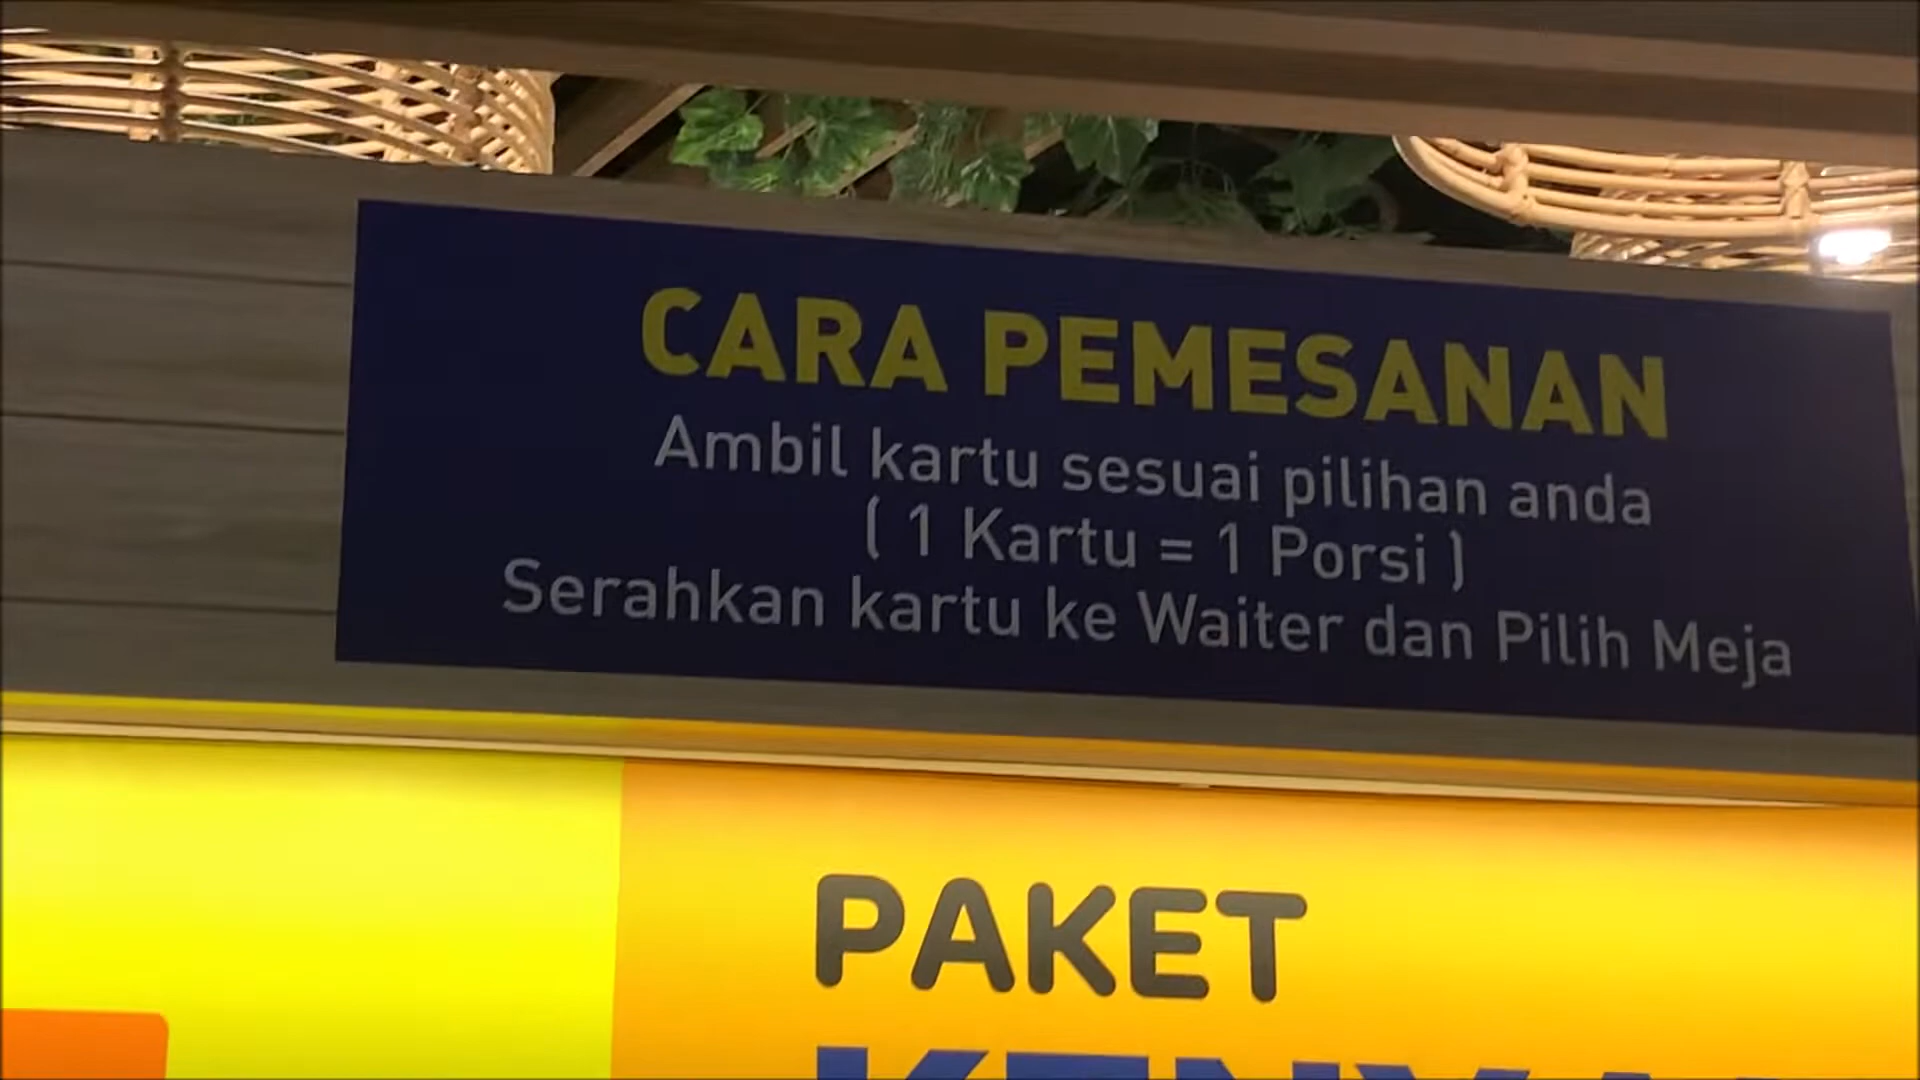 CARA PEMESANAN
Ambil kartu sesuai pilihan anda
( 1 Kartu = 1 Porsi )
Serahkan kartu ke Waiter dan Pilih Meja
PAKET